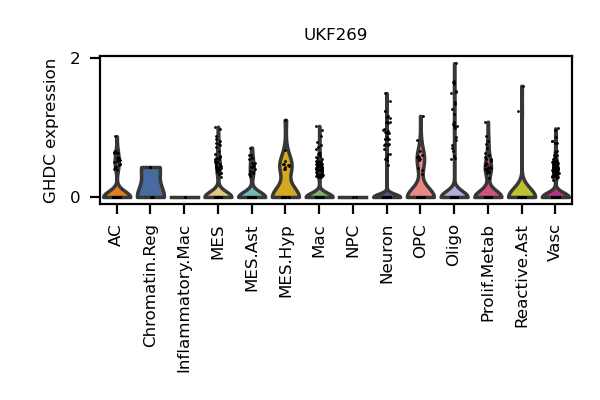 UKF269
GHDC expression
2
0
AC
Chromatin.Reg
Inflammatory.Mac
MES
MES.Ast
MES.Hyp
Mac
NPC
Neuron
OPC
Oligo
Prolif.Metab
Reactive.Ast
Vasc